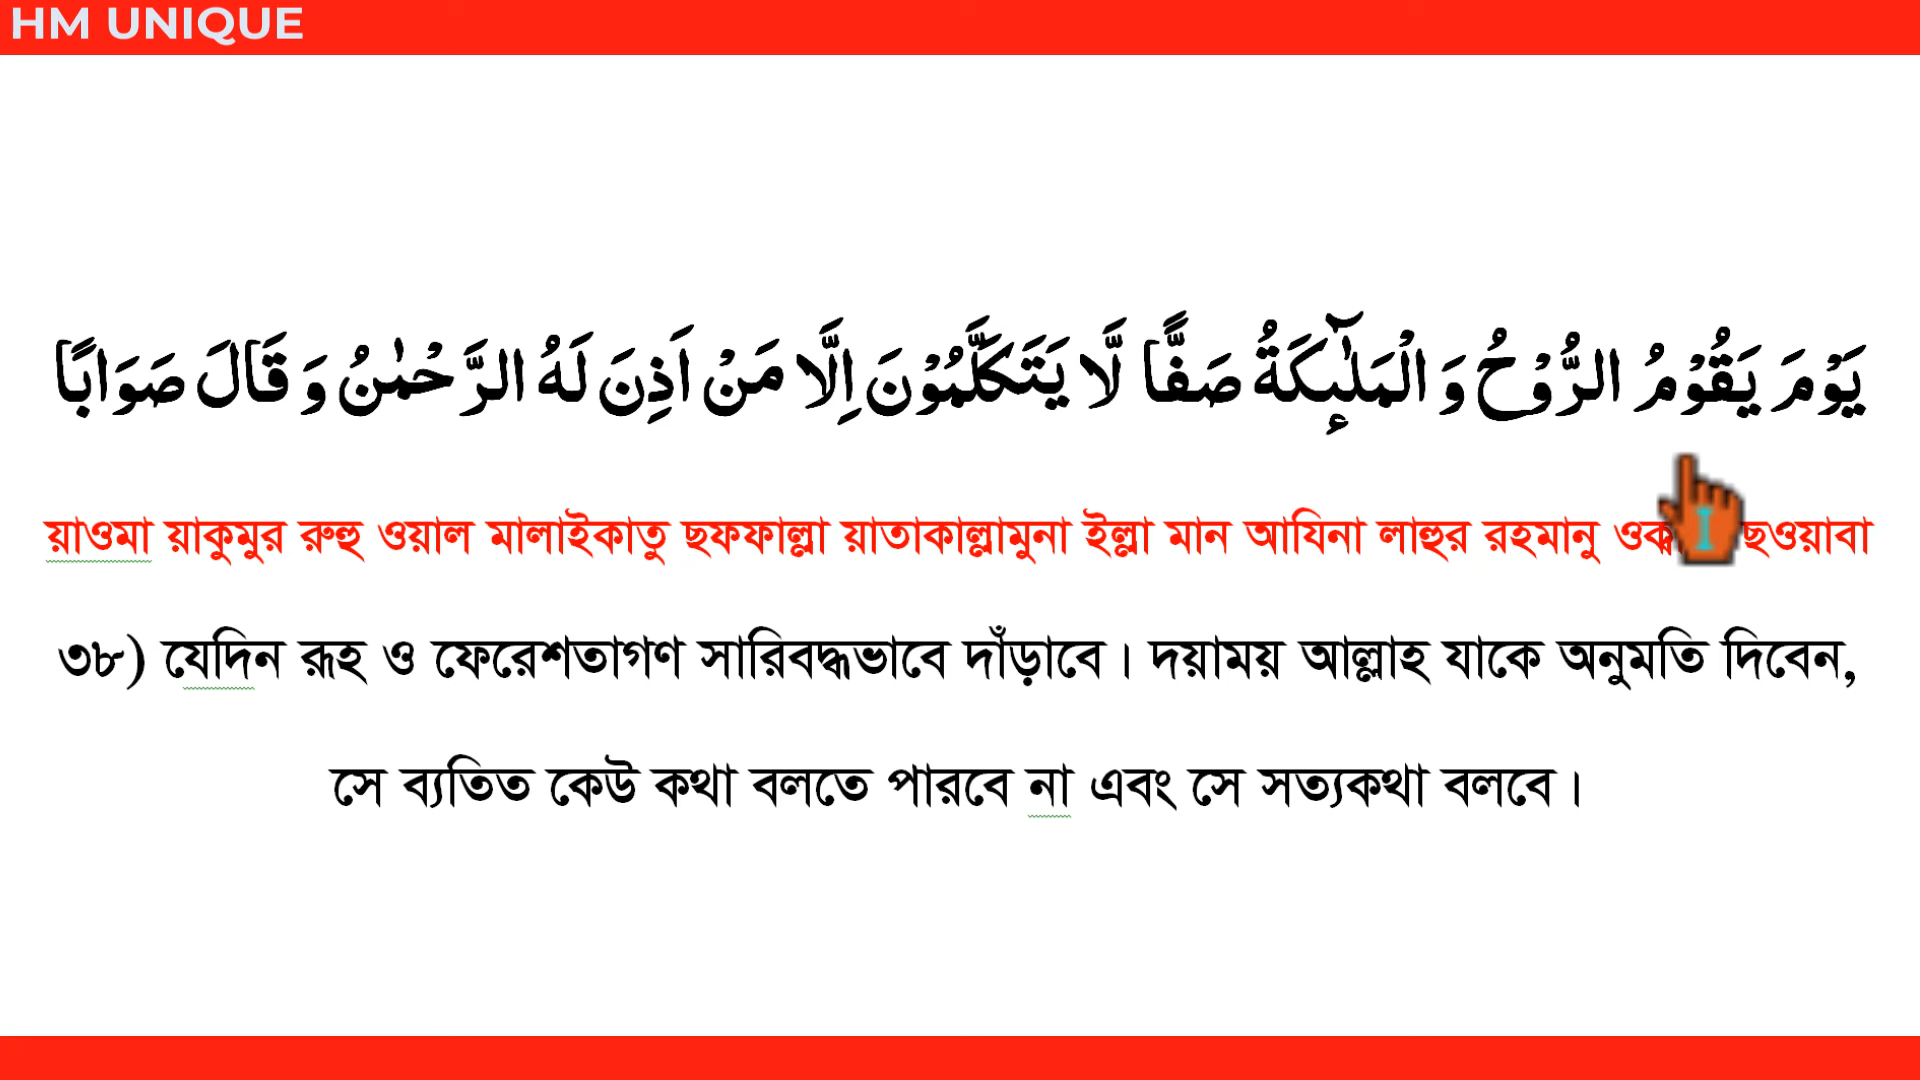 HM UNIQUE
يَوْمَ يَقُوْمُ الرُّوْحُ وَ الْمَلٰٓىِٕكَةُ صَفًّا لَّا يَتَكَلَّمُوْنَ اِلَّا مَنْ اَذِنَ لَهُ الرَّحْمٰنُ وَ قَالَ صَوَابًا
য়াওমা য়াকুমুর রুহু ওয়াল মালাইকাতু ছফফাল্লা য়াতাকাল্লামুনা ইল্লা মান আযিনা লাহুর রহমানু ছওয়াবা
৩৮) যেদিন রূহ ও ফেরেশতাগণ সারিবদ্ধভাবে দাঁড়াবে। দয়াময় আল্লাহ যাকে অনুমতি দিবেন,
সে ব্যতিত কেউ কথা বলতে পারবে না এবং সে সত্যকথা বলবে।